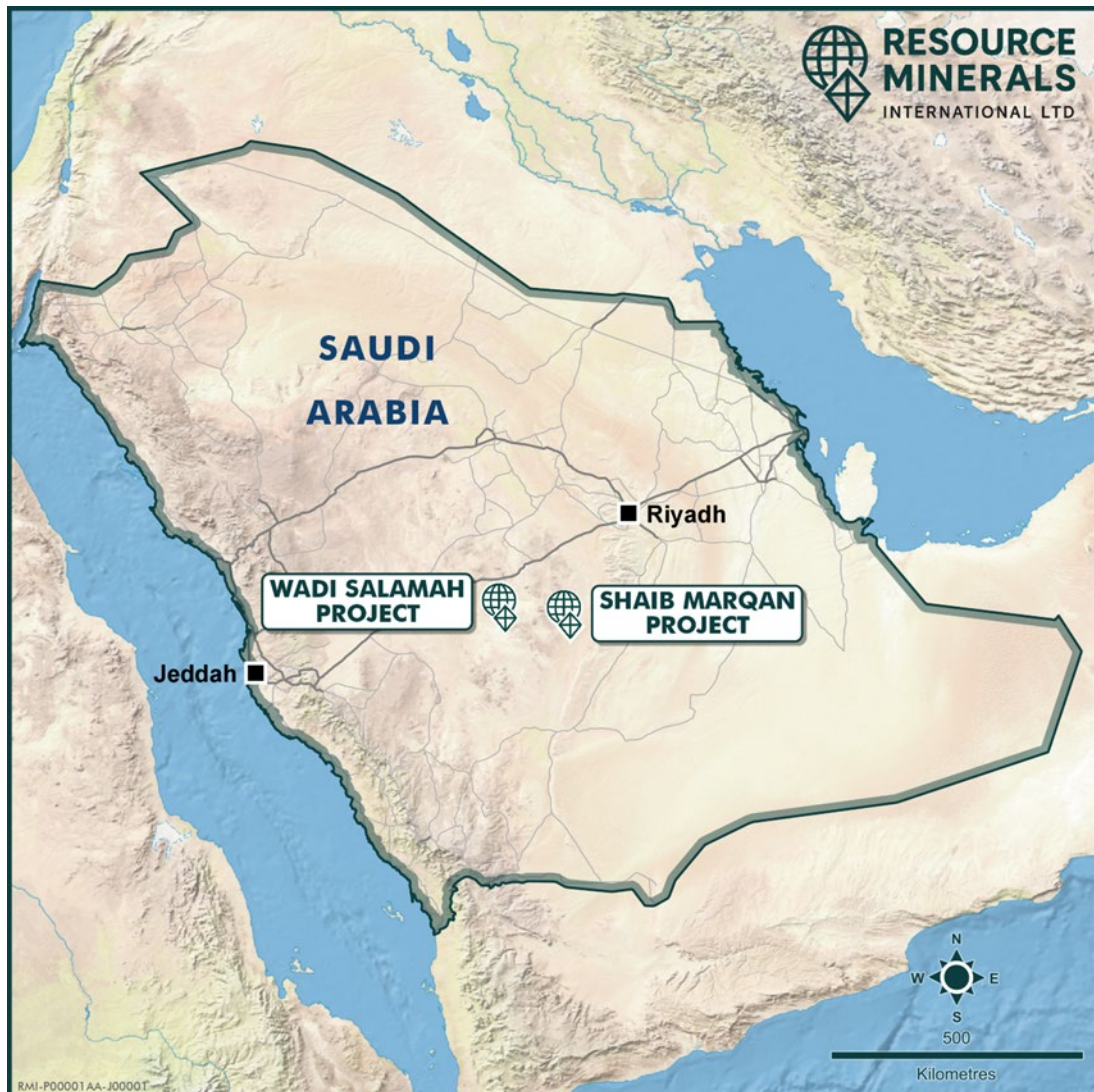 RESOURCE
MINERALS
INTERNATIONAL LTD
SAUDI
ARABIA
Riyadh
WADI SALAMAH
PROJECT
SHAIB MARQAN
PROJECT
Jeddah
N
W E
S
500
Kilometres
RMI-P00001AA-J0000T